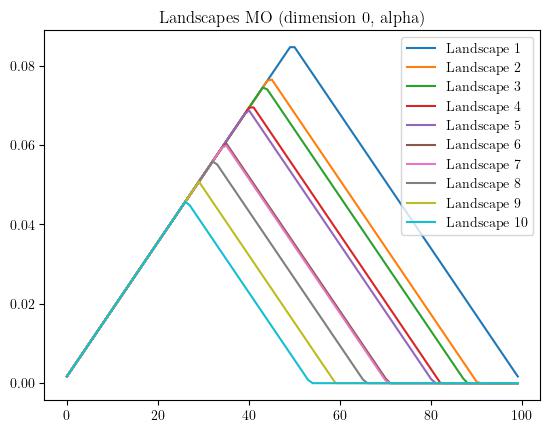 Landscapes MO (dimension 0, alpha)
Landscape 1
Landscape 2
Landscape 3
Landscape 4
Landscape 5
Landscape 6
Landscape 7
Landscape 8
Landscape 9
Landscape 10
0.08
0.06
0.04
0.02
0.00
0 20 40 60 80 100